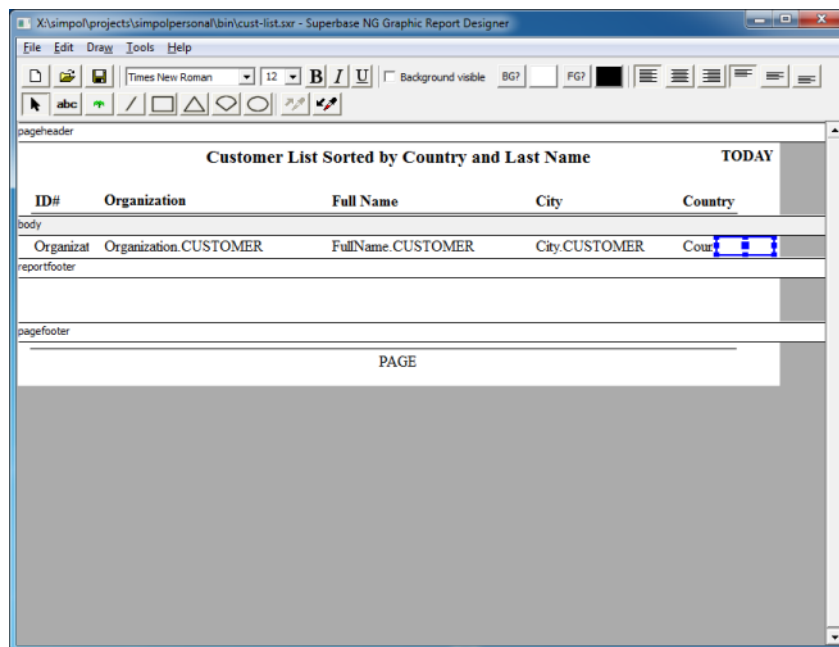 X:\simpol\projects\simpolpersonal\bin\cust-list.sxr - Superbase NG Graphic Report Designer
File Edit Draw Tools Help
Times New Roman 12 B I U Background visible BG? FG?
abc
pageheader
Customer List Sorted by Country and Last Name TODAY
ID# Organization Full Name City Country
body
Organizat Organization.CUSTOMER FullName.CUSTOMER City.CUSTOMER Cour
reportfooter
pagefooter
PAGE